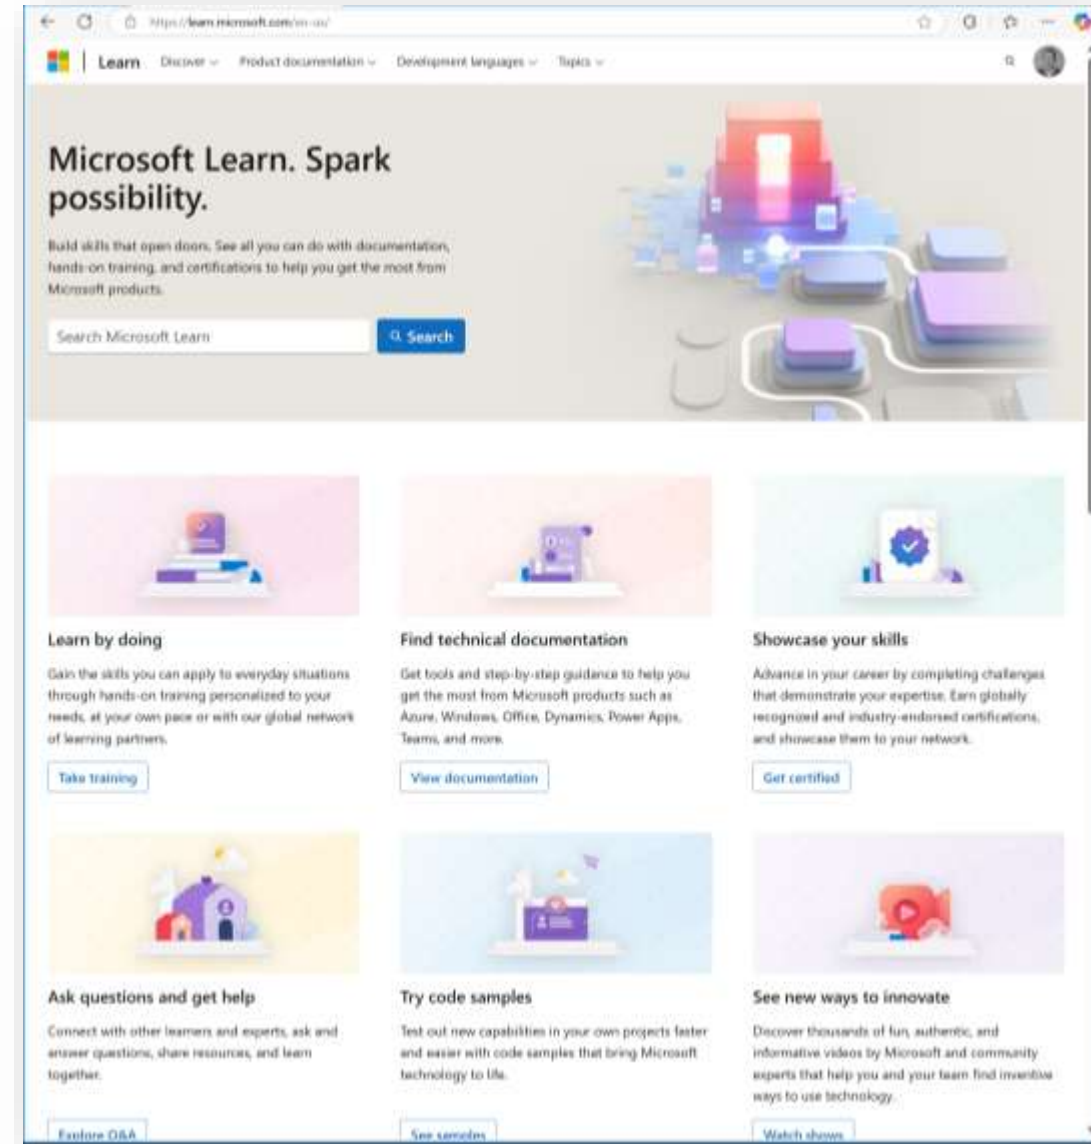 https://learn.microsoft.com/en-us/
Learn Discover Product documentation Development languages Topics
Microsoft Learn. Spark
possibility.
Build skills that open doors. See all you can do with documentation,
hands-on training, and certifications to help you get the most from
Microsoft products.
Search Microsoft Learn
Search
Learn by doing
Gain the skills you can apply to everyday situations
through hands-on training personalized to your
needs, at your own pace or with our global network
of learning partners.
Take training
Find technical documentation
Get tools and step-by-step guidance to help you
get the most from Microsoft products such as
Azure, Windows, Office, Dynamics, Power Apps,
Teams, and more.
View documentation
Showcase your skills
Advance in your career by completing challenges
that demonstrate your expertise. Earn globally
recognized and industry-endorsed certifications,
and showcase them to your network.
Get certified
Ask questions and get help
Connect with other learners and experts, ask and
answer questions, share resources, and learn
together.
Explore Q&A
Try code samples
Test out new capabilities in your own projects faster
and easier with code samples that bring Microsoft
technology to life.
See samples
See new ways to innovate
Discover thousands of fun, authentic, and
informative videos by Microsoft and community
experts that help you and your team find inventive
ways to use technology.
Watch shows